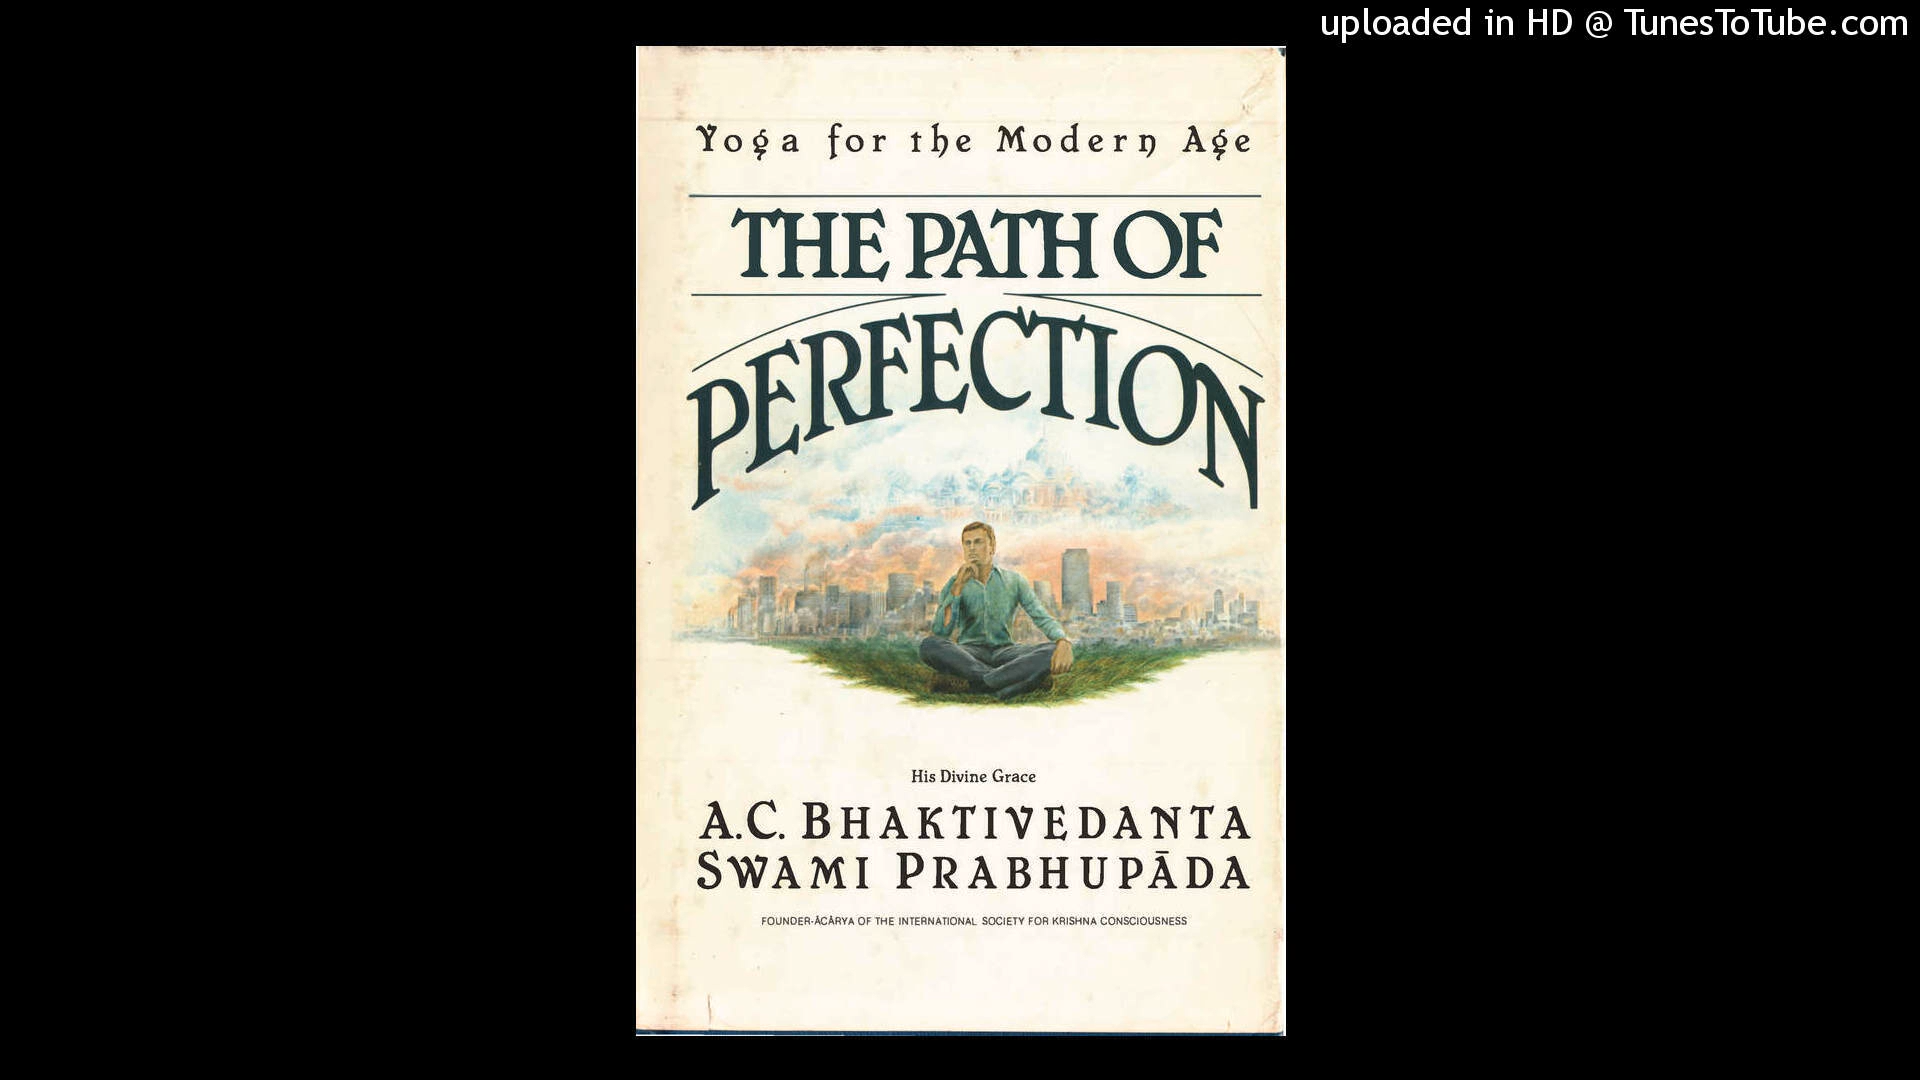 uploaded in HD @ TunesToTube.com
Yoga for the Modern Age
THE PATH OF
PERFECTION
His Divine Grace
A.C. BHAKTIVEDANTA
SWAMI PRABHUPĀDA
FOUNDER-ĀCĀRYA OF THE INTERNATIONAL SOCIETY FOR KRISHNA CONSCIOUSNESS